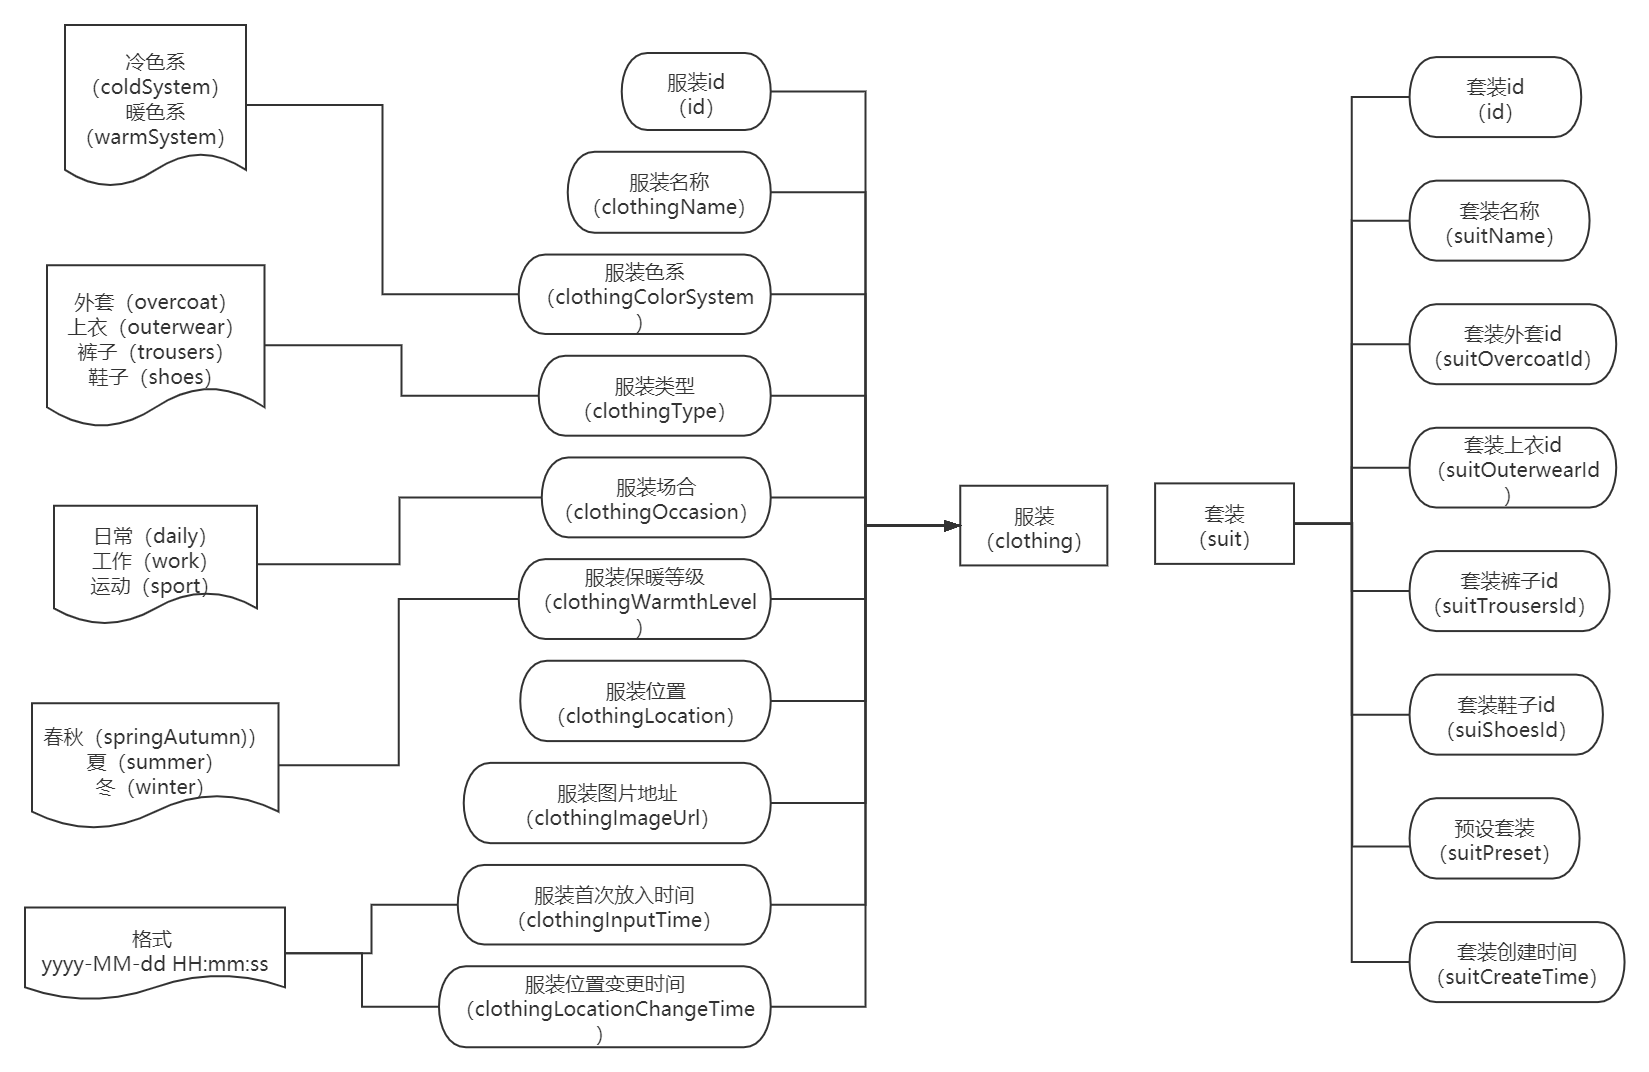 冷色系
（coldSystem）
暖色系
（warmSystem）
外套（overcoat）
上衣（outerwear）
裤子（trousers）
鞋子（shoes）
日常（daily）
工作（work）
运动（sport）
春秋（springAutumn)）
夏（summer）
冬（winter）
格式
yyyy-MM-dd HH:mm:ss
服装id
（id）
服装名称
（clothingName）
服装色系
（clothingColorSystem
）
服装类型
（clothingType）
服装场合
（clothingOccasion）
服装保暖等级
（clothingWarmthLevel
）
服装位置
（clothingLocation）
服装图片地址
（clothingImageUrl）
服装首次放入时间
（clothingInputTime）
服装位置变更时间
（clothingLocationChangeTime
）
服装
（clothing）
套装
（suit）
套装id
（id）
套装名称
（suitName）
套装外套id
（suitOvercoatId）
套装上衣id
（suitOuterwearId
）
套装裤子id
（suitTrousersId）
套装鞋子id
（suiShoesId）
预设套装
（suitPreset）
套装创建时间
（suitCreateTime）